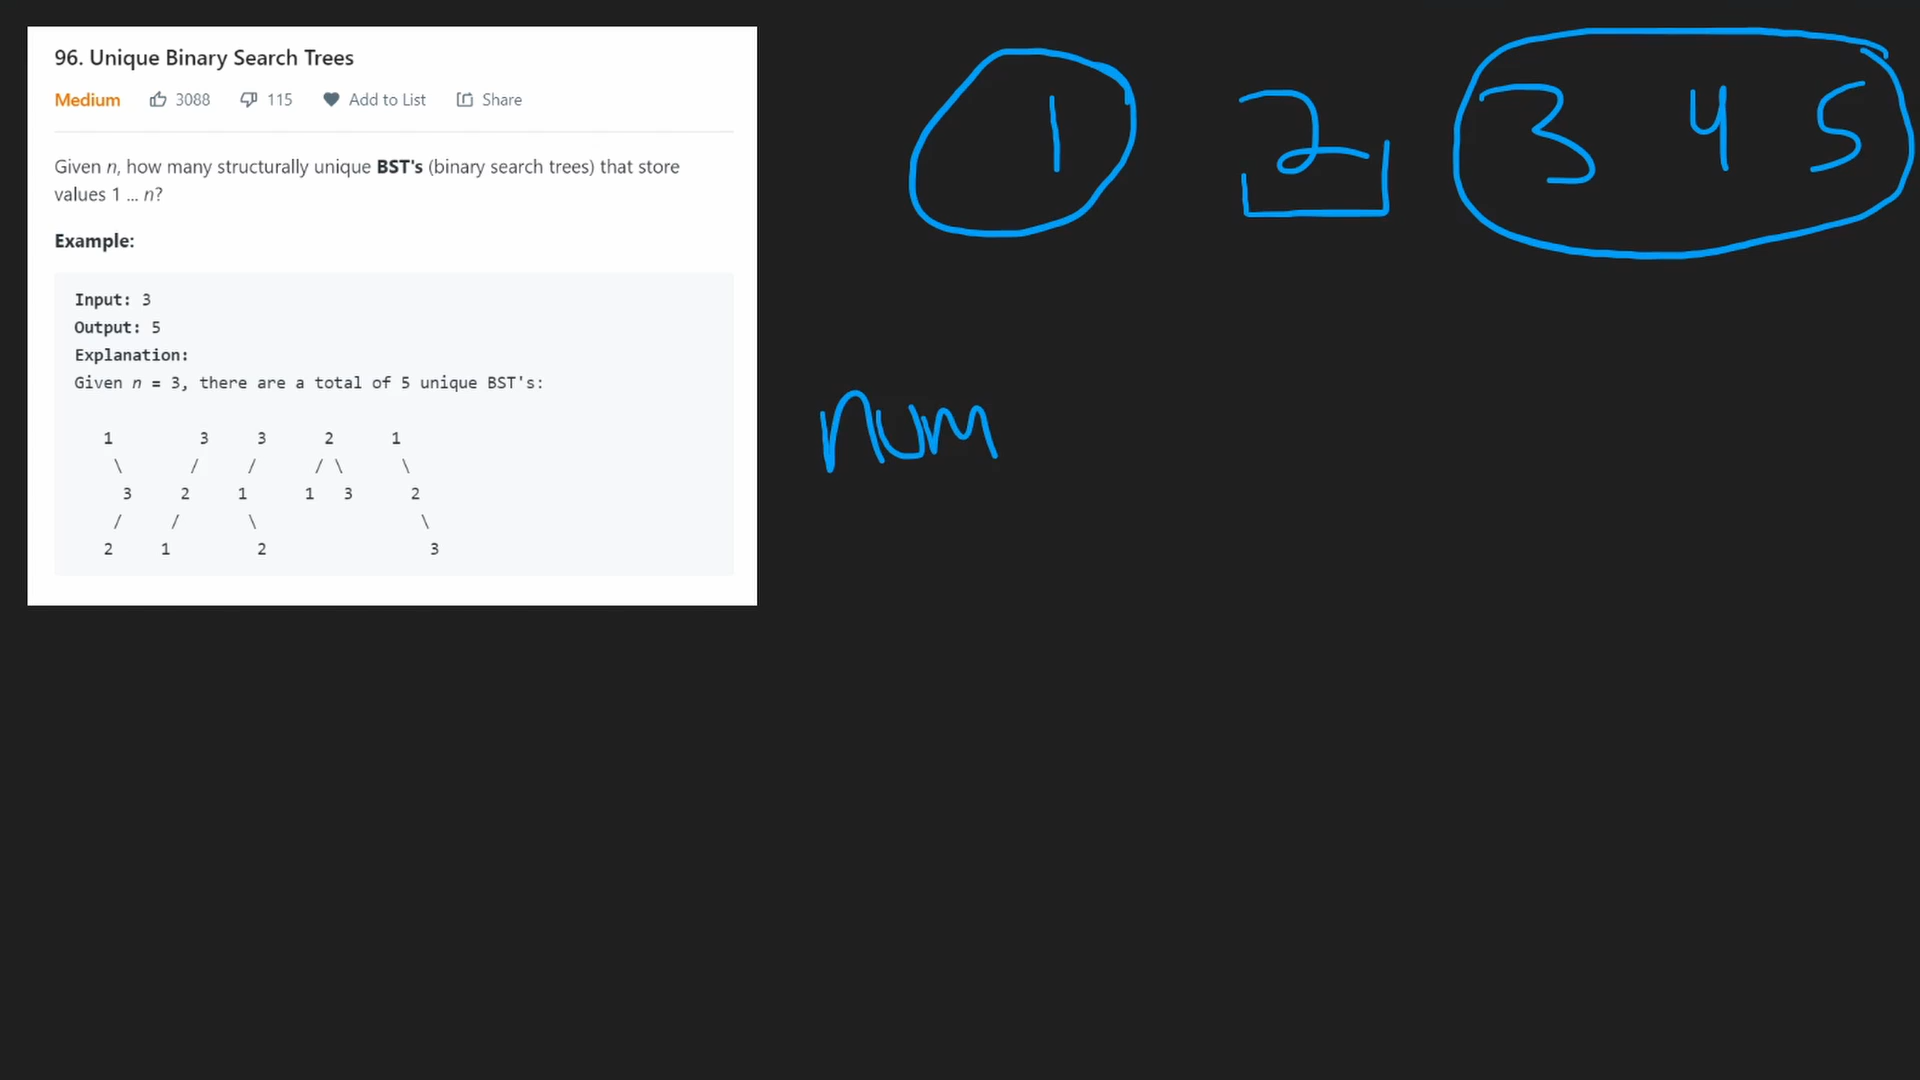 96. Unique Binary Search Trees
Medium 3088 115 Add to List Share
Given n, how many structurally unique BST's (binary search trees) that store
values 1 ... n?
Example:
Input: 3
Output: 5
Explanation:
Given n = 3, there are a total of 5 unique BST's:
1 3 3 2 1
\ / / / \ \
3 2 1 1 3 2
/ / \ \
2 1 2 3
1 2 3 4 5
num